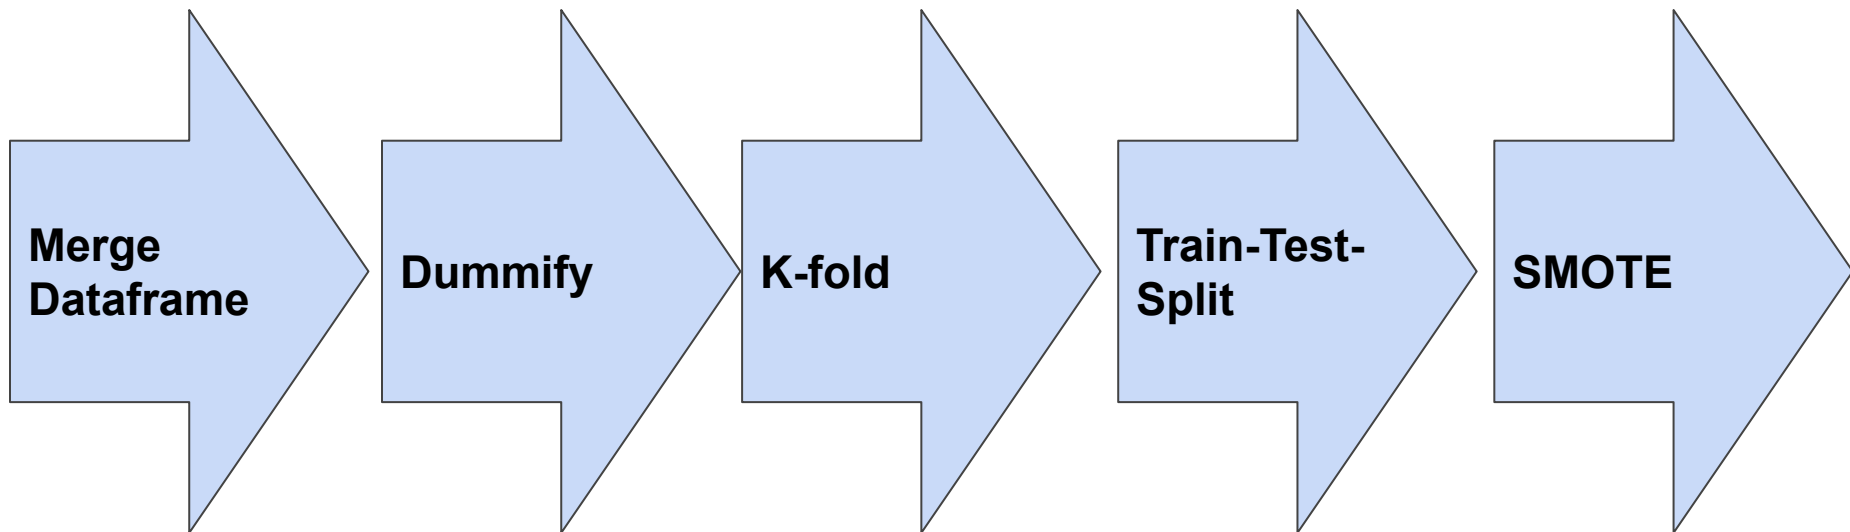 Merge
Dataframe
Dummify
K-fold
Train-Test-
Split
SMOTE